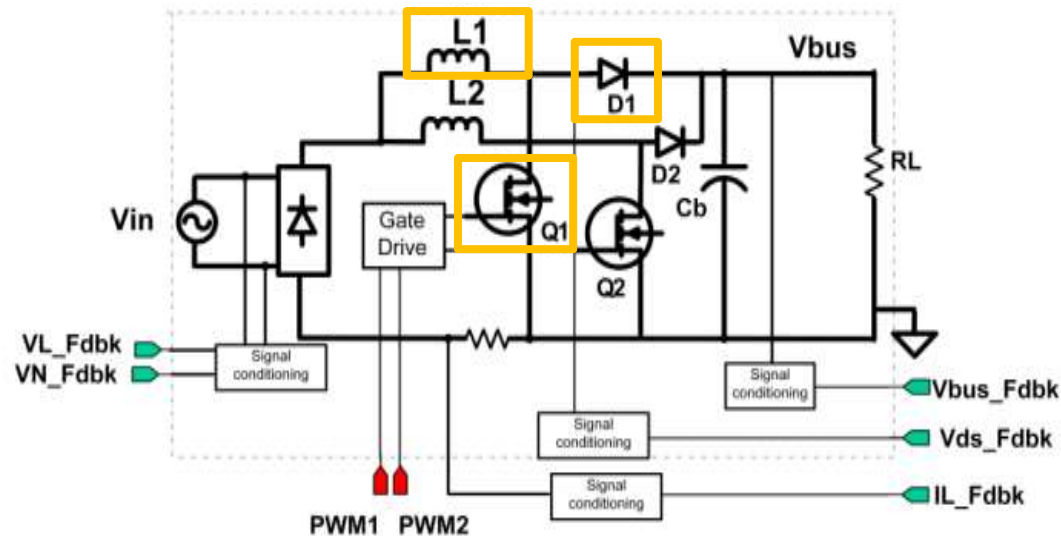 L1
Vbus
L2
D1
D2
RL
Cb
Vin
Gate
Drive
Q1
Q2
VL_Fdbk
VN_Fdbk
Signal
conditioning
Signal
conditioning
Vbus_Fdbk
Signal
conditioning
Vds_Fdbk
Signal
conditioning
IL_Fdbk
PWM1 PWM2